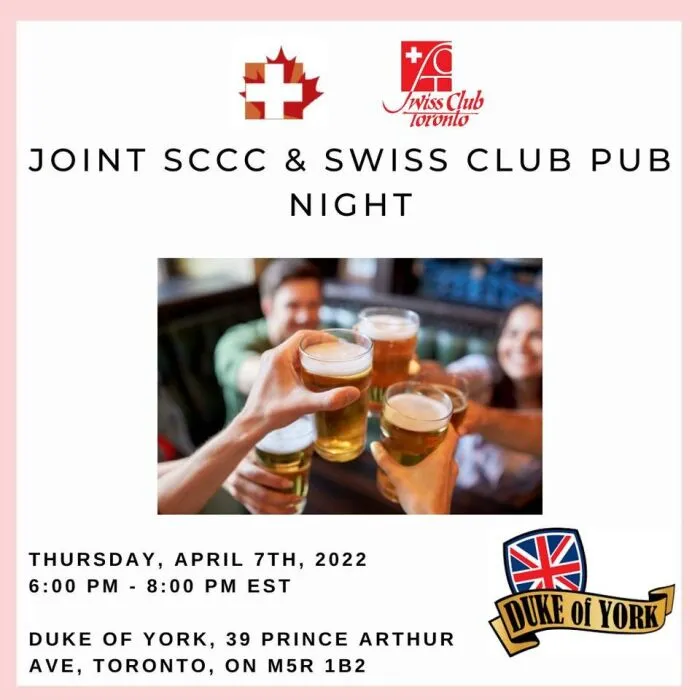 Swiss Club
Toronto
JOINT SCCC & SWISS CLUB PUB
NIGHT
THURSDAY, APRIL 7TH, 2022
6:00 PM - 8:00 PM EST
DUKE of YORK
DUKE OF YORK, 39 PRINCE ARTHUR
AVE, TORONTO, ON M5R 1B2